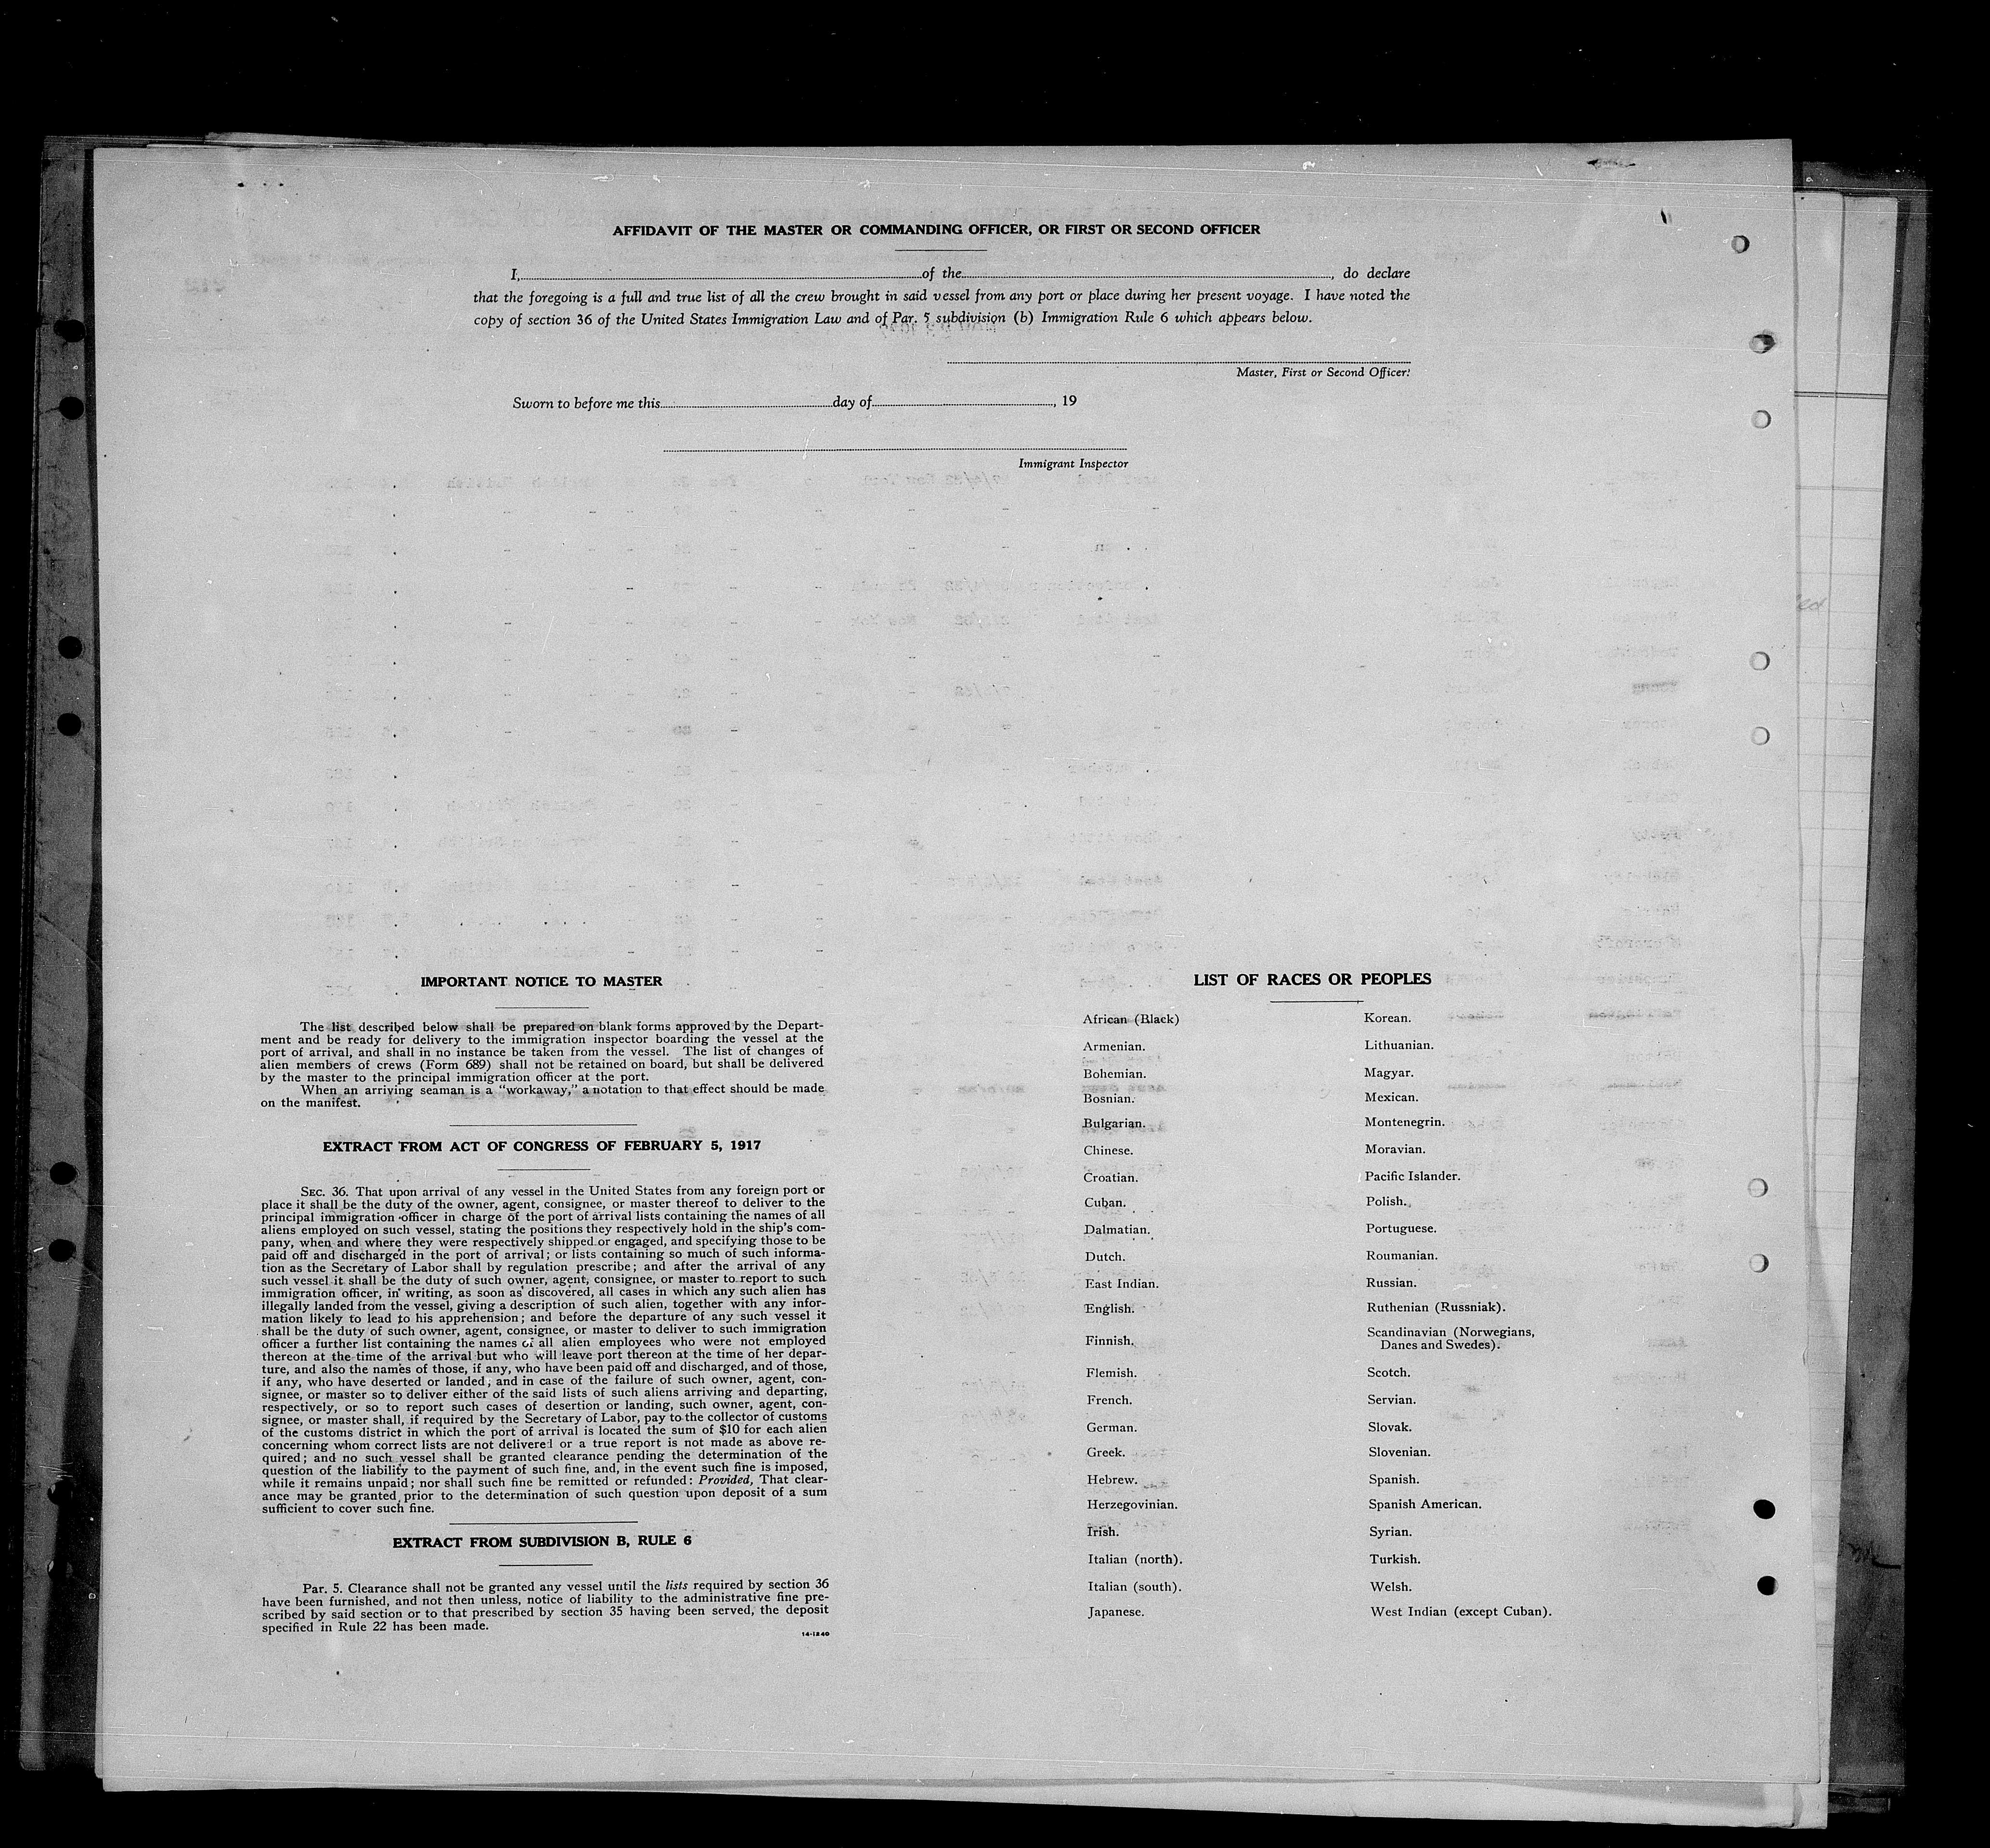 AFFIDAVIT OF THE MASTER OR COMMANDING OFFICER, OR FIRST OR SECOND OFFICER
I, of the , do declare
that the foregoing is a full and true list of all the crew brought in said vessel from any port or place during her present voyage. I have noted the
copy of section 36 of the United States Immigration Law and of Par. 5 subdivision (b) Immigration Rule 6 which appears below.
Master, First or Second Officer.
Sworn to before me this day of , 19
Immigrant Inspector
IMPORTANT NOTICE TO MASTER
The list described below shall be prepared on blank forms approved by the Depart-
ment and be ready for delivery to the immigration inspector boarding the vessel at the
port of arrival, and shall in no instance be taken from the vessel. The list of changes of
alien members of crews (Form 689) shall not be retained on board, but shall be delivered
by the master to the principal immigration officer at the port.
When an arriving seaman is a “workaway,” a notation to that effect should be made
on the manifest.
EXTRACT FROM ACT OF CONGRESS OF FEBRUARY 5, 1917
SEC. 36. That upon arrival of any vessel in the United States from any foreign port or
place it shall be the duty of the owner, agent, consignee, or master thereof to deliver to the
principal immigration officer in charge of the port of arrival lists containing the names of all
aliens employed on such vessel, stating the positions they respectively hold in the ship's com-
pany, when and where they were respectively shipped or engaged, and specifying those to be
paid off and discharged in the port of arrival; or lists containing so much of such informa-
tion as the Secretary of Labor shall by regulation prescribe; and after the arrival of any
such vessel it shall be the duty of such owner, agent, consignee, or master to report to such
immigration officer, in writing, as soon as discovered, all cases in which any such alien has
illegally landed from the vessel, giving a description of such alien, together with any infor-
mation likely to lead to his apprehension; and before the departure of any such vessel it
shall be the duty of such owner, agent, consignee, or master to deliver to such immigration
officer a further list containing the names of all alien employees who were not employed
thereon at the time of the arrival but who will leave port thereon at the time of her depar-
ture, and also the names of those, if any, who have been paid off and discharged, and of those,
if any, who have deserted or landed; and in case of the failure of such owner, agent, con-
signee, or master so to deliver either of the said lists of such aliens arriving and departing,
respectively, or so to report such cases of desertion or landing, such owner, agent, con-
signee, or master shall, if required by the Secretary of Labor, pay to the collector of customs
of the customs district in which the port of arrival is located the sum of $10 for each alien
concerning whom correct lists are not delivered or a true report is not made as above re-
quired; and no such vessel shall be granted clearance pending the determination of the
question of the liability to the payment of such fine, and, in the event such fine is imposed,
while it remains unpaid; nor shall such fine be remitted or refunded: Provided, That clear-
ance may be granted prior to the determination of such question upon deposit of a sum
sufficient to cover such fine.
EXTRACT FROM SUBDIVISION B, RULE 6
Par. 5. Clearance shall not be granted any vessel until the lists required by section 36
have been furnished, and not then unless, notice of liability to the administrative fine pre-
scribed by said section or to that prescribed by section 35 having been served, the deposit
specified in Rule 22 has been made.
14-1240
LIST OF RACES OR PEOPLES
African (Black)
Armenian.
Bohemian.
Bosnian.
Bulgarian.
Chinese.
Croatian.
Cuban.
Dalmatian.
Dutch.
East Indian.
English.
Finnish.
Flemish.
French.
German.
Greek.
Hebrew.
Herzegovinian.
Irish.
Italian (north).
Italian (south).
Japanese.
Korean.
Lithuanian.
Magyar.
Mexican.
Montenegrin.
Moravian.
Pacific Islander.
Polish.
Portuguese.
Roumanian.
Russian.
Ruthenian (Russniak).
Scandinavian (Norwegians,
Danes and Swedes).
Scotch.
Servian.
Slovak.
Slovenian.
Spanish.
Spanish American.
Syrian.
Turkish.
Welsh.
West Indian (except Cuban).